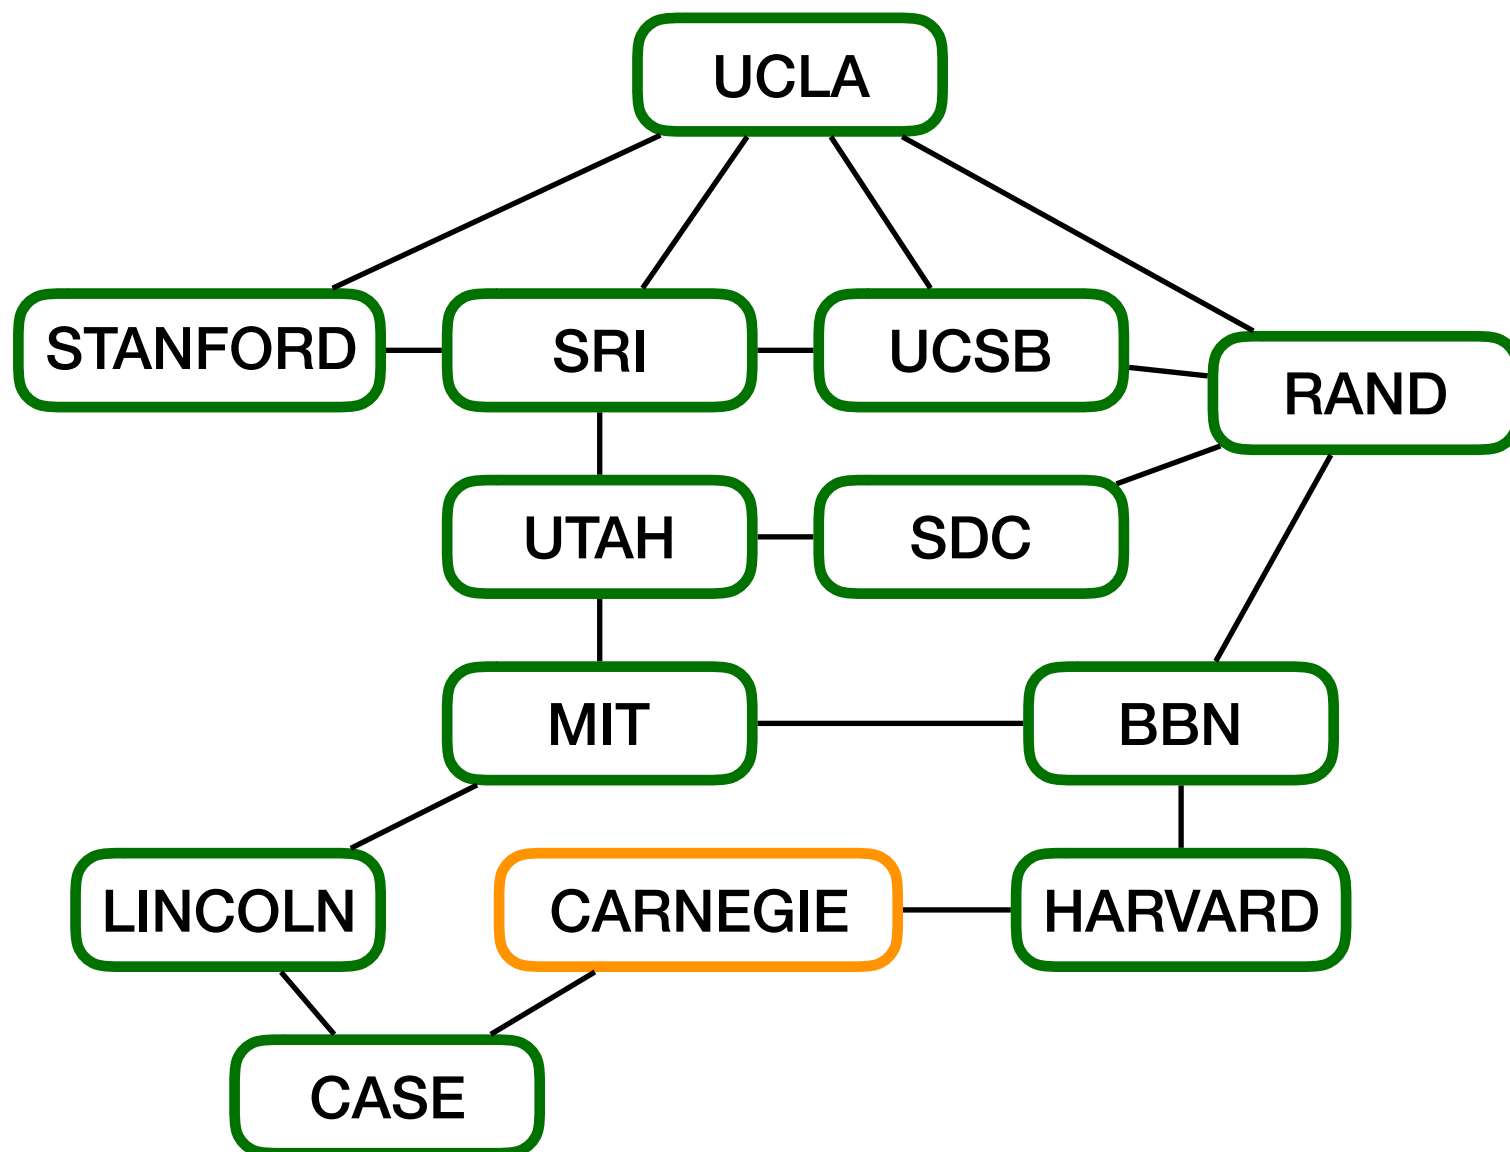 UCLA
STANFORD
SRI
UCSB
RAND
UTAH
SDC
MIT
BBN
LINCOLN
CARNEGIE
HARVARD
CASE